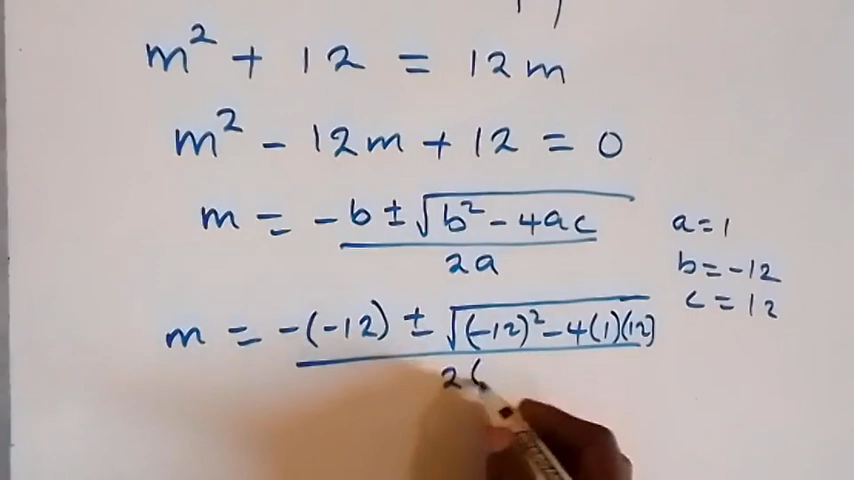 m² + 12 = 12m
m² - 12m + 12 = 0
m = -b ± √b² - 4ac
2a
a = 1
b = -12
c = 12
m = -(-12) ± √(-12)² - 4(1)(12)
2(